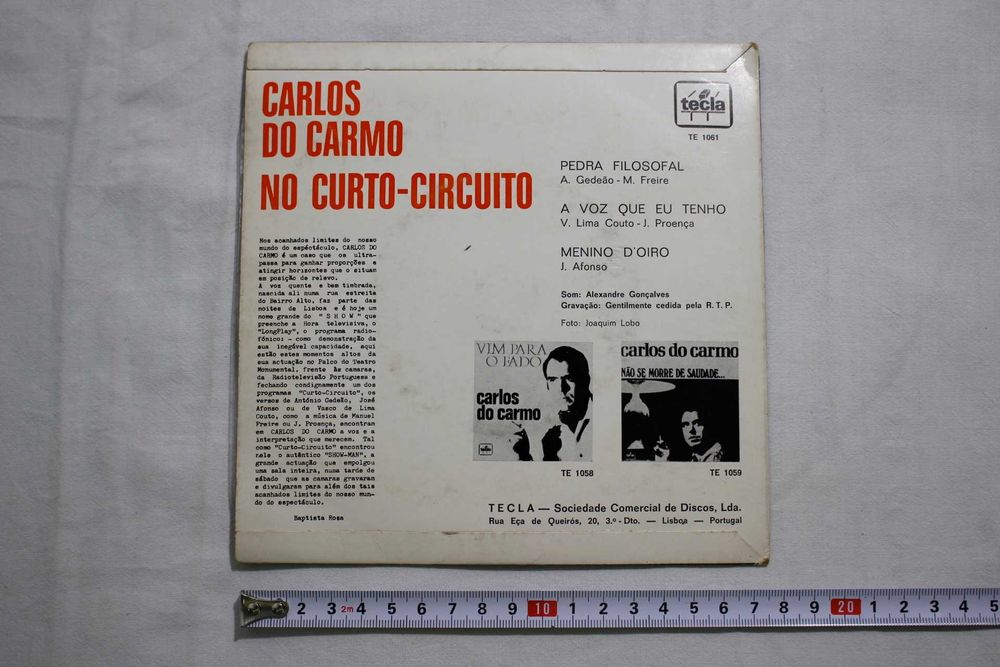 CARLOS
DO CARMO
NO CURTO-CIRCUITO
tecla
TE 1061
PEDRA FILOSOFAL
A. Gedeão - M. Freire
A VOZ QUE EU TENHO
V. Lima Couto - J. Proença
MENINO D'OIRO
J. Afonso
Som: Alexandre Gonçalves
Gravação: Gentilmente cedida pela R. T. P.
Foto: Joaquim Lobo
Nos acanhados limites do nosso
mundo do espéctáculo, CARLOS DO
CARMO é um caso que os ultra-
passa para ganhar proporções e
atingir horizontes que o situam
em posição de relevo.
A voz quente e bem timbrada,
nascida ali numa rua estreita
do Bairro Alto, faz parte das
noites de Lisboa e é hoje um
nome grande do "SHOW" que
preenche a Hora televisiva, o
"LongPlay", o programa radio-
fónico: - como demonstração da
sua inegável capacidade, aqui
estão estes momentos altos da
sua actuação no Palco do Teatro
Monumental, frente às camaras,
da Radiotelevisão Portuguesa e
fechando condignamente um dos
programas "Curto-Circuito", os
versos de António Gedeão, José
Afonso ou de Vasco de Lima
Couto, como a música de Manuel
Freire ou J. Proença, encontran
em CARLOS DO CARMO a voz e a
interpretação que merecem. Tal
como "Curto-Circuito" encontrou
nele o autêntico "SHOW-MAN", a
grande actuação que empolgou
uma sala inteira, numa tarde de
sábado que as camaras gravaran
e divulgaram para além dos tais
acanhados limites do nosso mun-
do do espectáculo.
Baptista Rosa
VIM PARA
O FADO
carlos
do carmo
TE 1058
carlos do carmo
NÃO SE MORRE DE SAUDADE...
TE 1059
TECLA — Sociedade Comercial de Discos, Lda.
Rua Eça de Queirós, 20, 3.º - Dto. — Lisboa — Portugal
2 3 2m 4 5 6 7 8 9 10 1 2 3 4 5 6 7 8 9 20 1 2 3 4 5